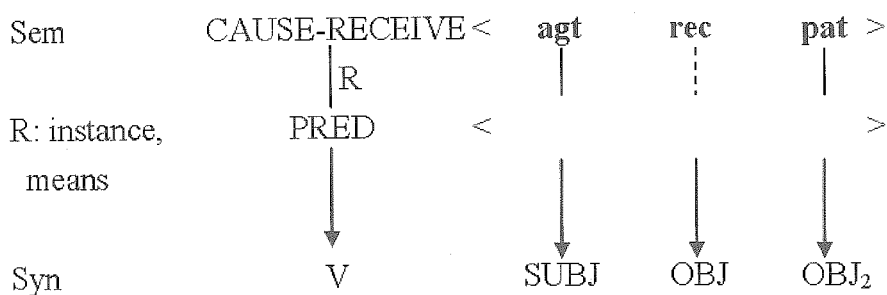 Sem CAUSE-RECEIVE < agt rec pat >
R
R: instance, PRED < >
means
Syn V SUBJ OBJ OBJ₂